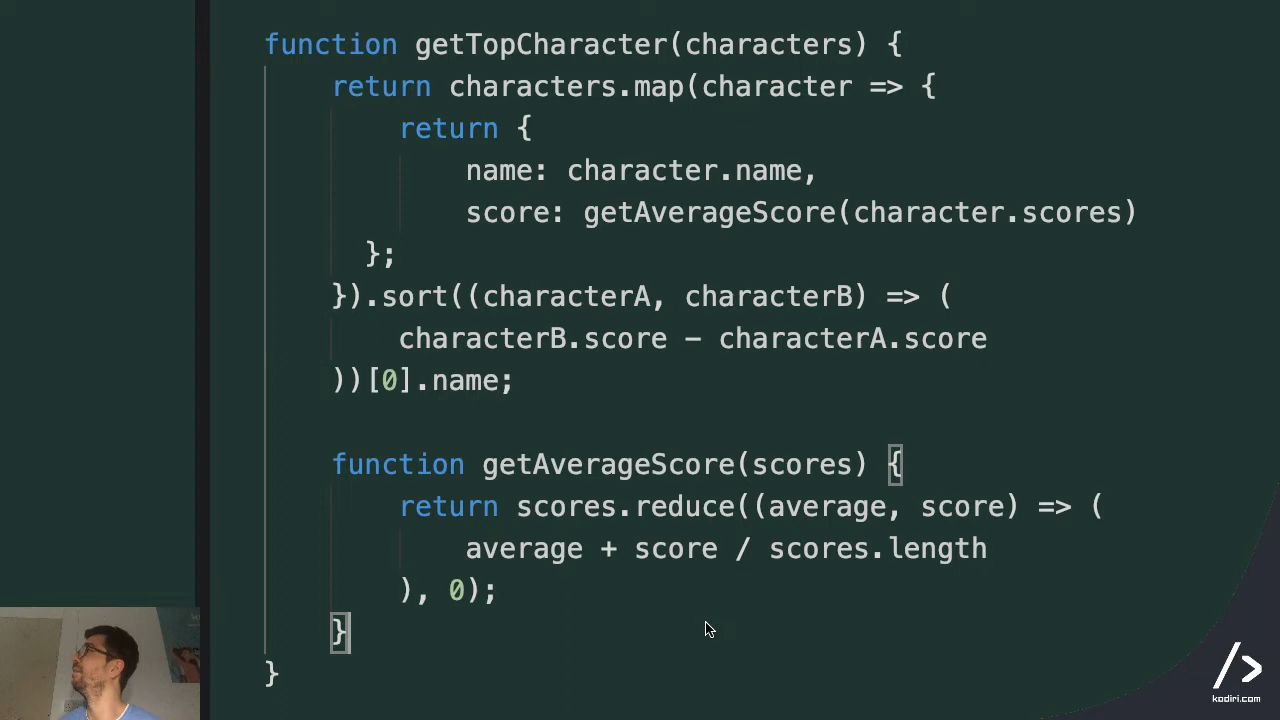 function getTopCharacter(characters) {
    return characters.map(character => {
        return {
            name: character.name,
            score: getAverageScore(character.scores)
      };
    }).sort((characterA, characterB) => (
        characterB.score - characterA.score
    ))[0].name;

    function getAverageScore(scores) {
        return scores.reduce((average, score) => (
            average + score / scores.length
        ), 0);
    }
}
</>
kodiri.com